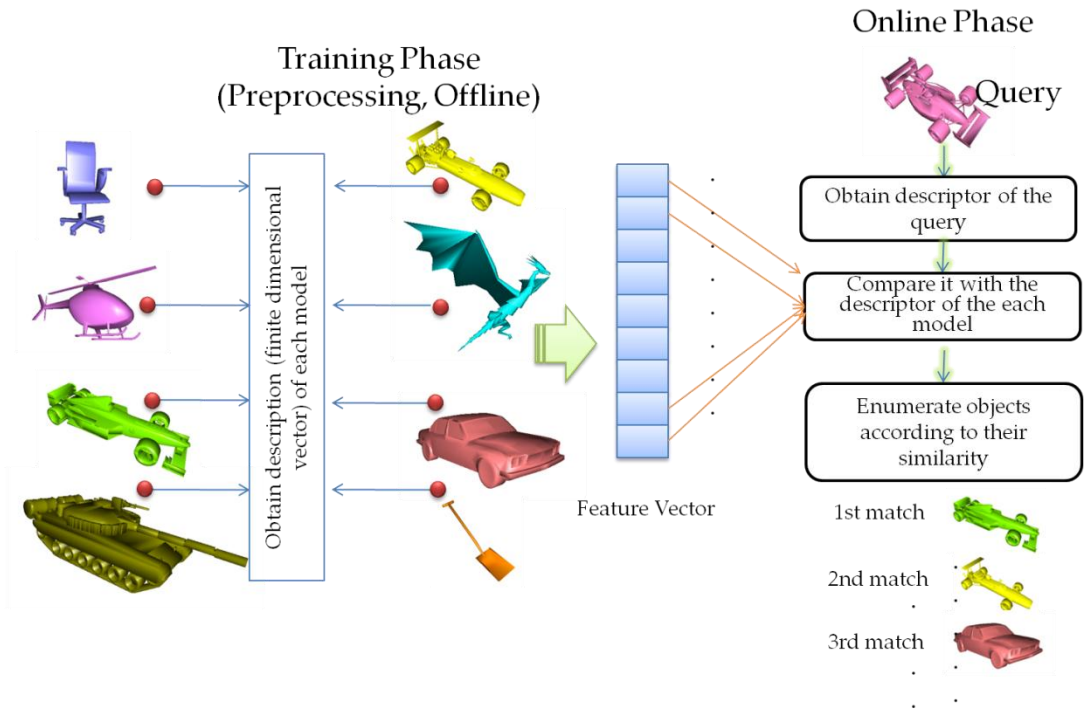 Training Phase
(Preprocessing, Offline)
Obtain description (finite dimensional
vector) of each model
Feature Vector
Online Phase
Query
Obtain descriptor of the
query
Compare it with the
descriptor of the each
model
Enumerate objects
according to their
similarity
1st match
2nd match
3rd match